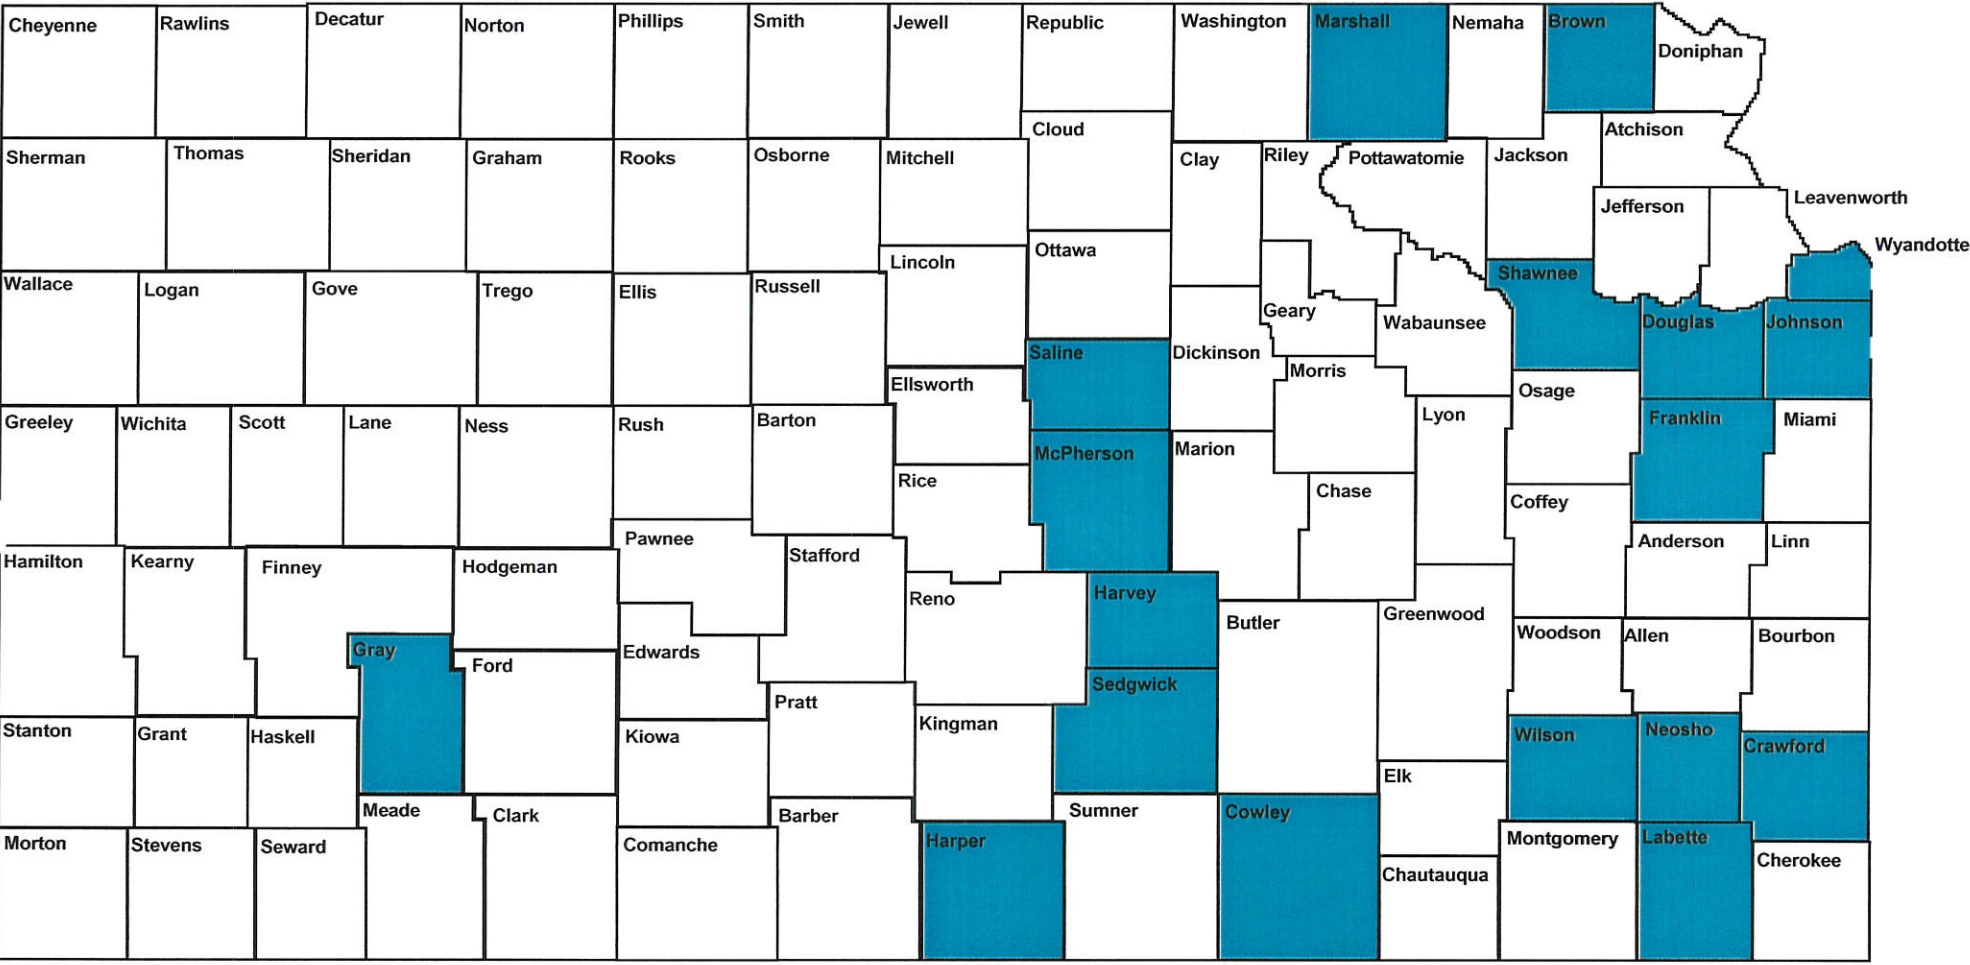 Cheyenne
Rawlins
Decatur
Norton
Phillips
Smith
Jewell
Republic
Washington
Marshall
Nemaha
Brown
Doniphan
Cloud
Atchison
Sherman
Thomas
Sheridan
Graham
Rooks
Osborne
Mitchell
Clay
Riley
Pottawatomie
Jackson
Jefferson
Leavenworth
Wyandotte
Lincoln
Ottawa
Wallace
Logan
Gove
Trego
Ellis
Russell
Shawnee
Geary
Wabaunsee
Douglas
Johnson
Saline
Dickinson
Ellsworth
Morris
Osage
Greeley
Wichita
Scott
Lane
Ness
Rush
Barton
Lyon
Franklin
Miami
McPherson
Marion
Rice
Chase
Coffey
Pawnee
Stafford
Anderson
Linn
Hamilton
Kearny
Finney
Hodgeman
Reno
Harvey
Butler
Greenwood
Woodson
Allen
Bourbon
Gray
Ford
Edwards
Sedgwick
Pratt
Kingman
Stanton
Grant
Haskell
Kiowa
Wilson
Neosho
Crawford
Elk
Meade
Clark
Barber
Sumner
Cowley
Morton
Stevens
Seward
Comanche
Harper
Montgomery
Labette
Cherokee
Chautauqua